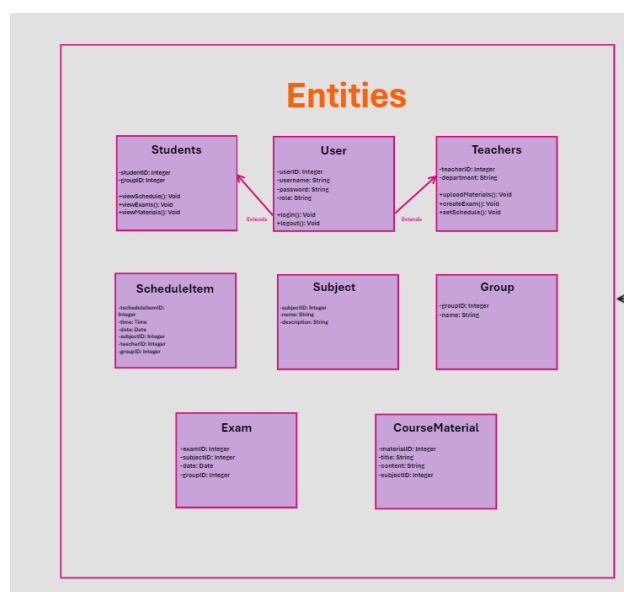 Entities
Students
-studentID: Integer
-groupID: Integer
+viewSchedule(): Void
+viewExams(): Void
+viewMaterials(): Void
User
-userID: Integer
-username: String
-password: String
-role: String
+login(): Void
+logout(): Void
Teachers
-teacherID: Integer
-department: String
+uploadMaterials(): Void
+createExam(): Void
+setSchedule(): Void
Extends
Extends
ScheduleItem
-tscheduleItemID:
Integer
-time: Time
-date: Date
-subjectID: Integer
-teacherID: Integer
-groupID: Integer
Subject
-subjectID: Integer
-name: String
-description: String
Group
-groupID: Integer
-name: String
Exam
-examID: Integer
-subjectID: Integer
-date: Date
-groupID: Integer
CourseMaterial
-materialID: Integer
-title: String
-content: String
-subjectID: Integer